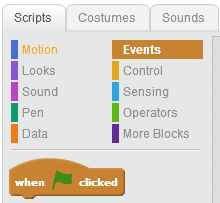 Scripts Costumes Sounds
Motion Events
Looks Control
Sound Sensing
Pen Operators
Data More Blocks
when clicked